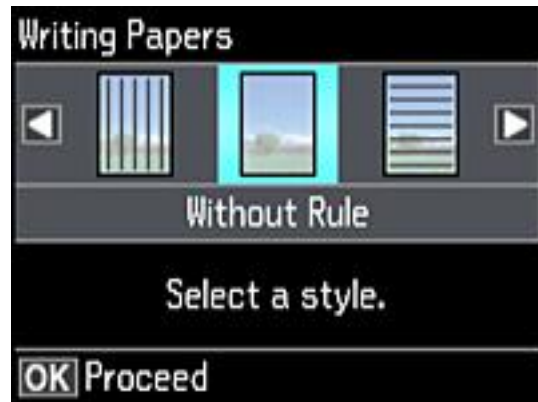 Writing Papers
Without Rule
Select a style.
OK Proceed